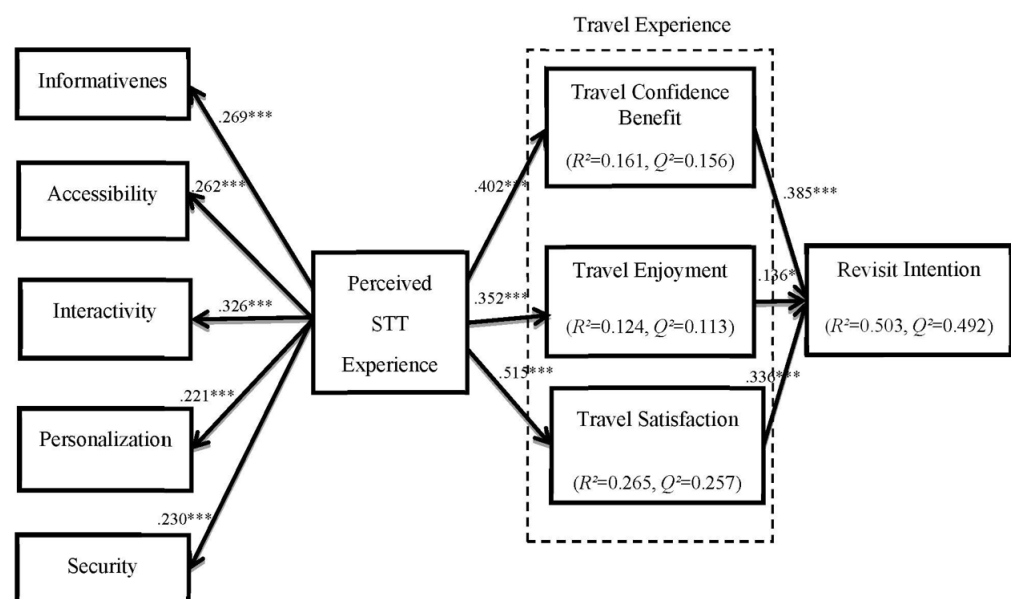 Travel Experience
Informativenes
Accessibility
Interactivity
Personalization
Security
.269***
.262***
.326***
.221***
.230***
Perceived
STT
Experience
.402***
.352***
.515***
Travel Confidence
Benefit
(R²=0.161, Q²=0.156)
Travel Enjoyment
(R²=0.124, Q²=0.113)
Travel Satisfaction
(R²=0.265, Q²=0.257)
.385***
.136*
.336***
Revisit Intention
(R²=0.503, Q²=0.492)